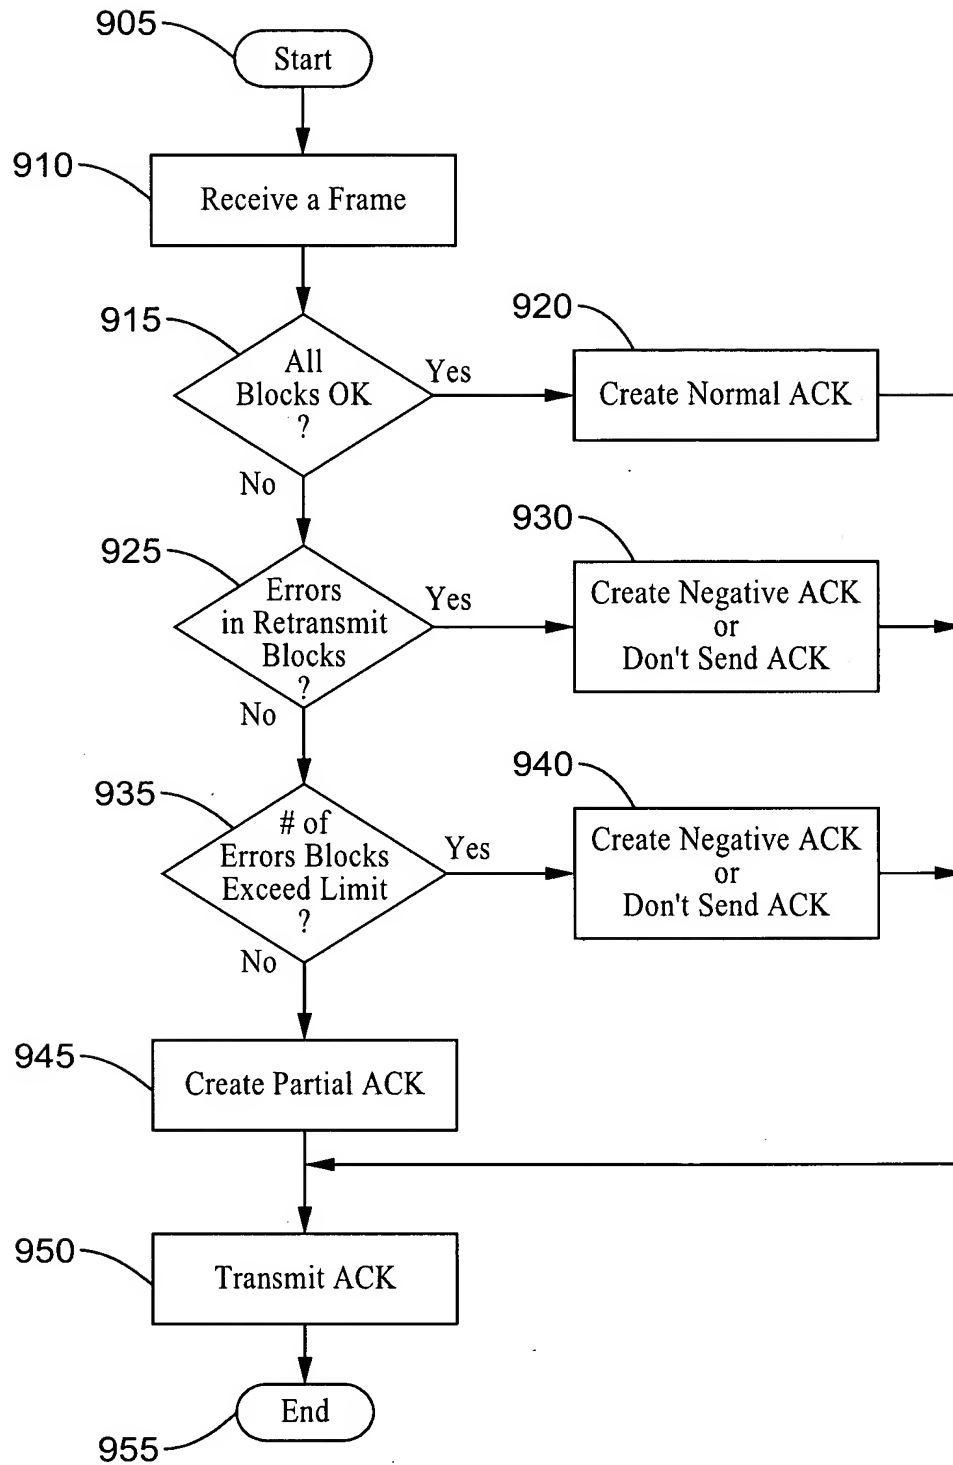 905
Start
910
Receive a Frame
915
All
Blocks OK
?
Yes
No
920
Create Normal ACK
925
Errors
in Retransmit
Blocks
?
Yes
No
930
Create Negative ACK
or
Don't Send ACK
935
# of
Errors Blocks
Exceed Limit
?
Yes
No
940
Create Negative ACK
or
Don't Send ACK
945
Create Partial ACK
950
Transmit ACK
End
955